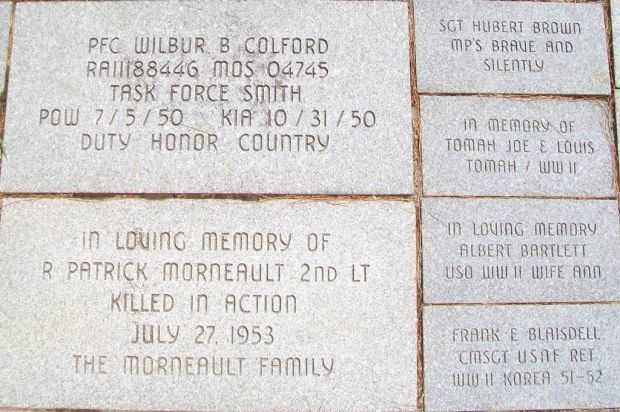 PFC WILBUR B COLFORD
RA11188446 MOS 04745
TASK FORCE SMITH
POW 7/5/50 KIA 10/31/50
DUTY HONOR COUNTRY
IN LOVING MEMORY OF
R PATRICK MORNEAULT 2ND LT
KILLED IN ACTION
JULY 27, 1953
THE MORNEAULT FAMILY
SGT HUBERT BROWN
MP'S BRAVE AND
SILENTLY
IN MEMORY OF
TOMAH JOE & LOUIS
TOMAH / WW II
IN LOVING MEMORY
ALBERT BARTLETT
USO WW II WIFE ANN
FRANK E BLAISDELL
CMSGT USAF RET
WW II KOREA 51-52